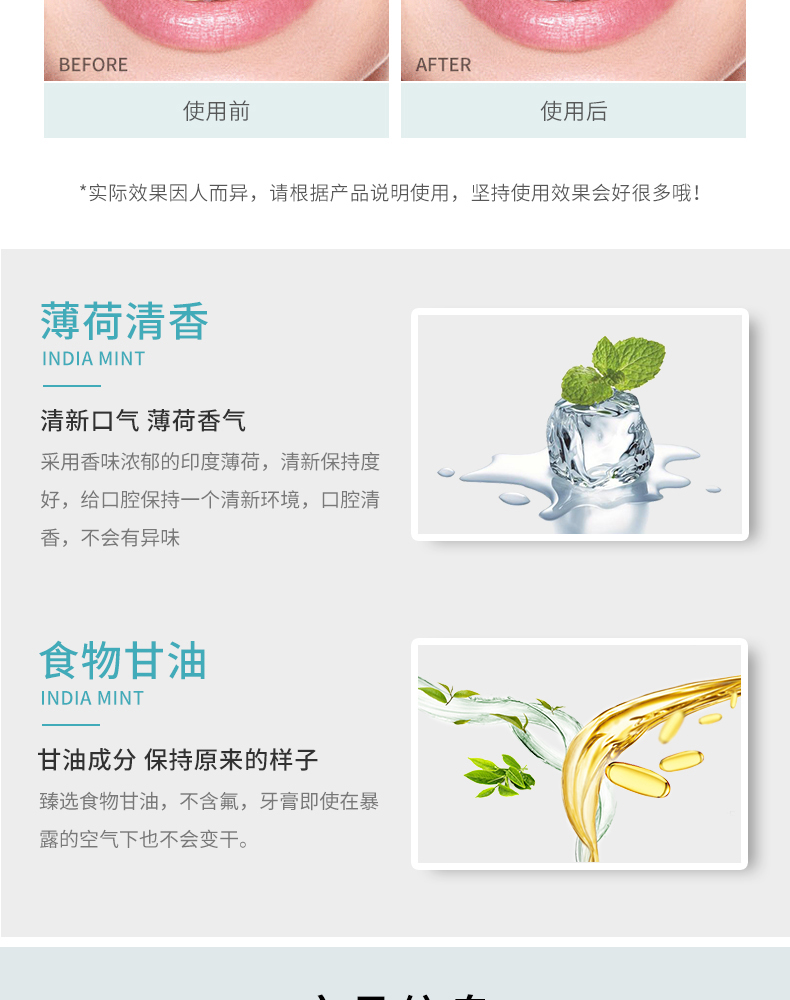 BEFORE
AFTER
使用前
使用后
*实际效果因人而异，请根据产品说明使用，坚持使用效果会好很多哦！
薄荷清香
INDIA MINT
清新口气 薄荷香气
采用香味浓郁的印度薄荷，清新保持度
好，给口腔保持一个清新环境，口腔清
香，不会有异味
食物甘油
INDIA MINT
甘油成分 保持原来的样子
臻选食物甘油，不含氟，牙膏即使在暴
露的空气下也不会变干。